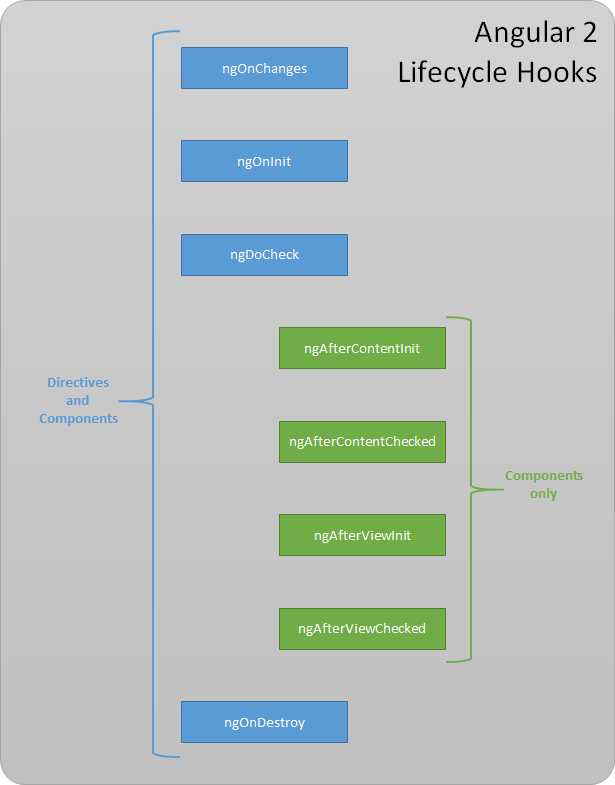 Angular 2
Lifecycle Hooks
ngOnChanges
ngOnInit
ngDoCheck
ngAfterContentInit
Directives
and
Components
ngAfterContentChecked
Components
only
ngAfterViewInit
ngAfterViewChecked
ngOnDestroy